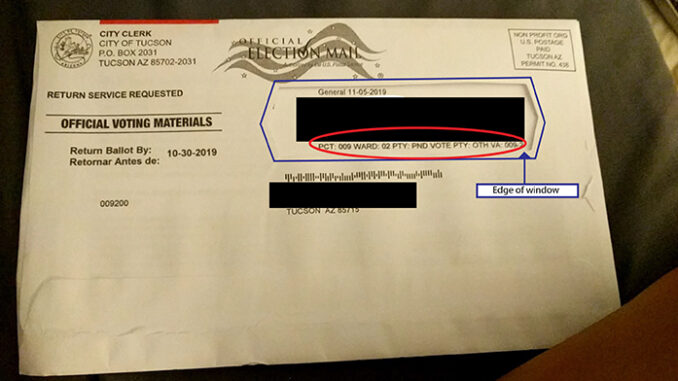 CITY CLERK
CITY OF TUCSON
P.O. BOX 2031
TUCSON AZ 85702-2031
OFFICIAL
ELECTION MAIL
®
NON PROFIT ORG
U.S. POSTAGE
PAID
TUCSON AZ
PERMIT NO. 436
RETURN SERVICE REQUESTED
General 11-05-2019
OFFICIAL VOTING MATERIALS
PCT: 009 WARD: 02 PTY: PND VOTE PTY: OTH VA: 009-
Return Ballot By: 10-30-2019
Retornar Antes de:
Edge of window
009200
TUCSON AZ 85715